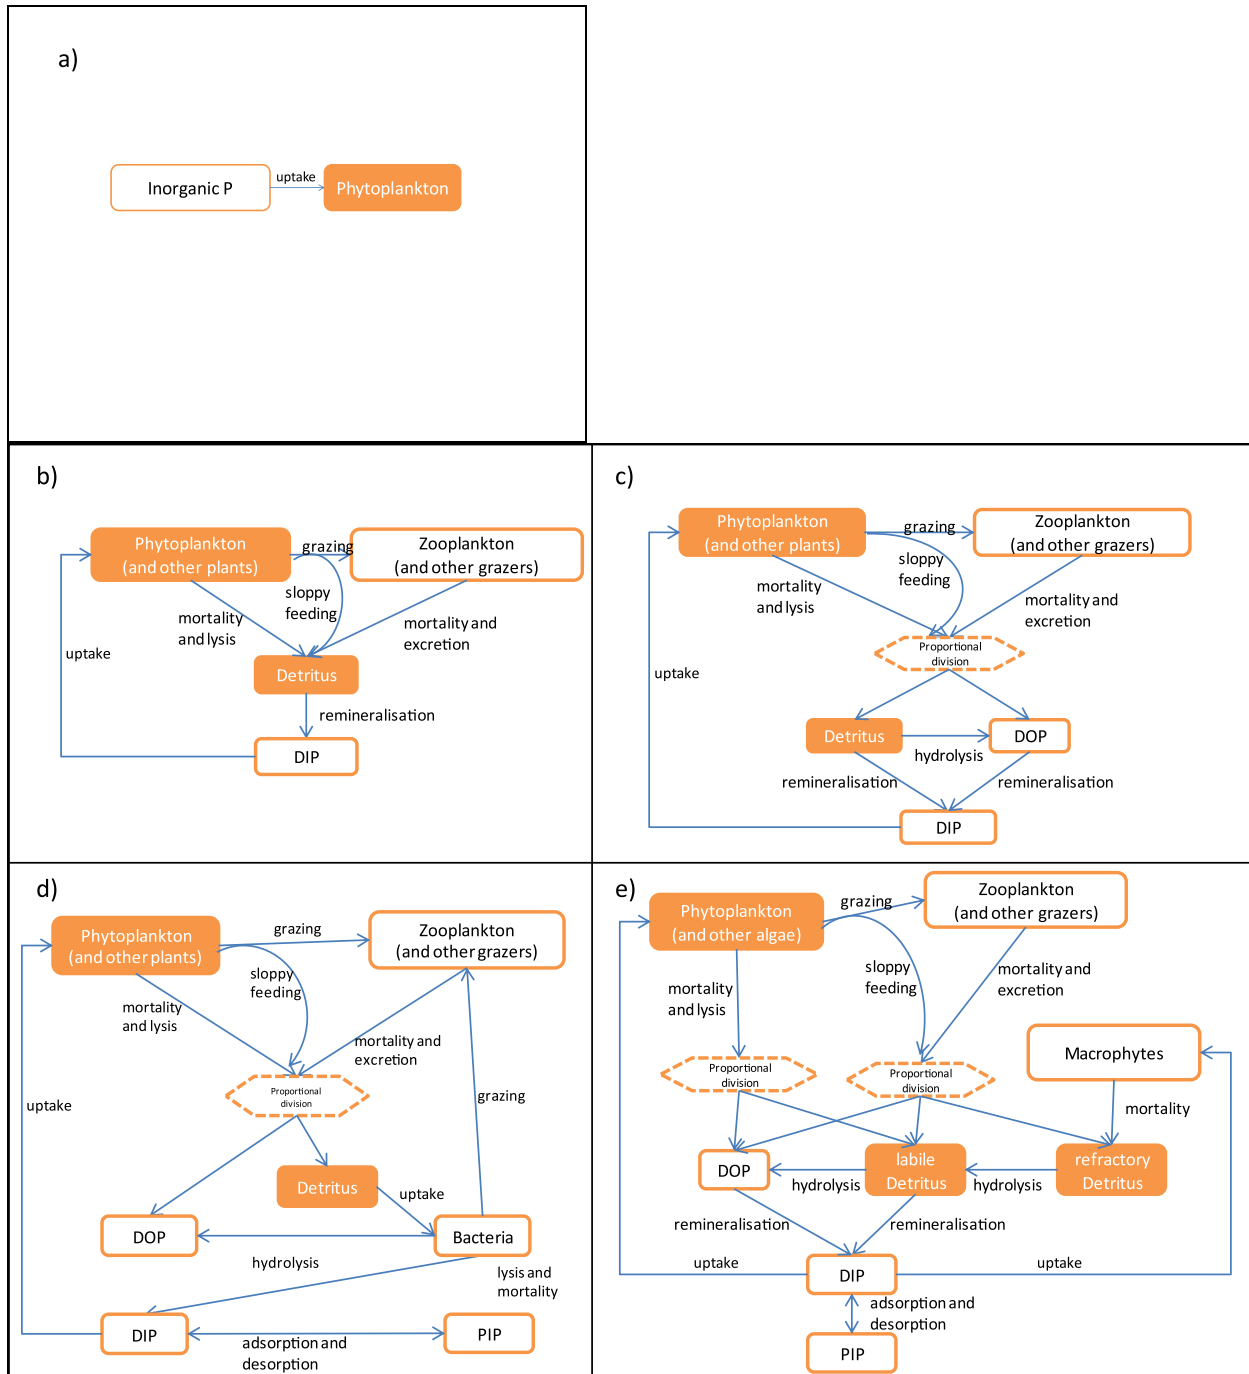 a)
Inorganic P
uptake
Phytoplankton
b)
Phytoplankton
(and other plants)
grazing
Zooplankton
(and other grazers)
sloppy
feeding
mortality
and lysis
mortality and
excretion
uptake
Detritus
remineralisation
DIP
c)
Phytoplankton
(and other plants)
grazing
Zooplankton
(and other grazers)
sloppy
feeding
mortality
and lysis
mortality and
excretion
Proportional
division
uptake
Detritus
DOP
hydrolysis
remineralisation
remineralisation
DIP
d)
Phytoplankton
(and other plants)
grazing
Zooplankton
(and other grazers)
sloppy
feeding
mortality
and lysis
mortality and
excretion
Proportional
division
grazing
uptake
Detritus
uptake
DOP
Bacteria
hydrolysis
lysis and
mortality
DIP
adsorption and
desorption
PIP
e)
Phytoplankton
(and other algae)
grazing
Zooplankton
(and other grazers)
sloppy
feeding
mortality
and lysis
mortality and
excretion
Macrophytes
Proportional
division
Proportional
division
mortality
DOP
hydrolysis
labile
Detritus
hydrolysis
refractory
Detritus
remineralisation
remineralisation
uptake
DIP
uptake
adsorption and
desorption
PIP